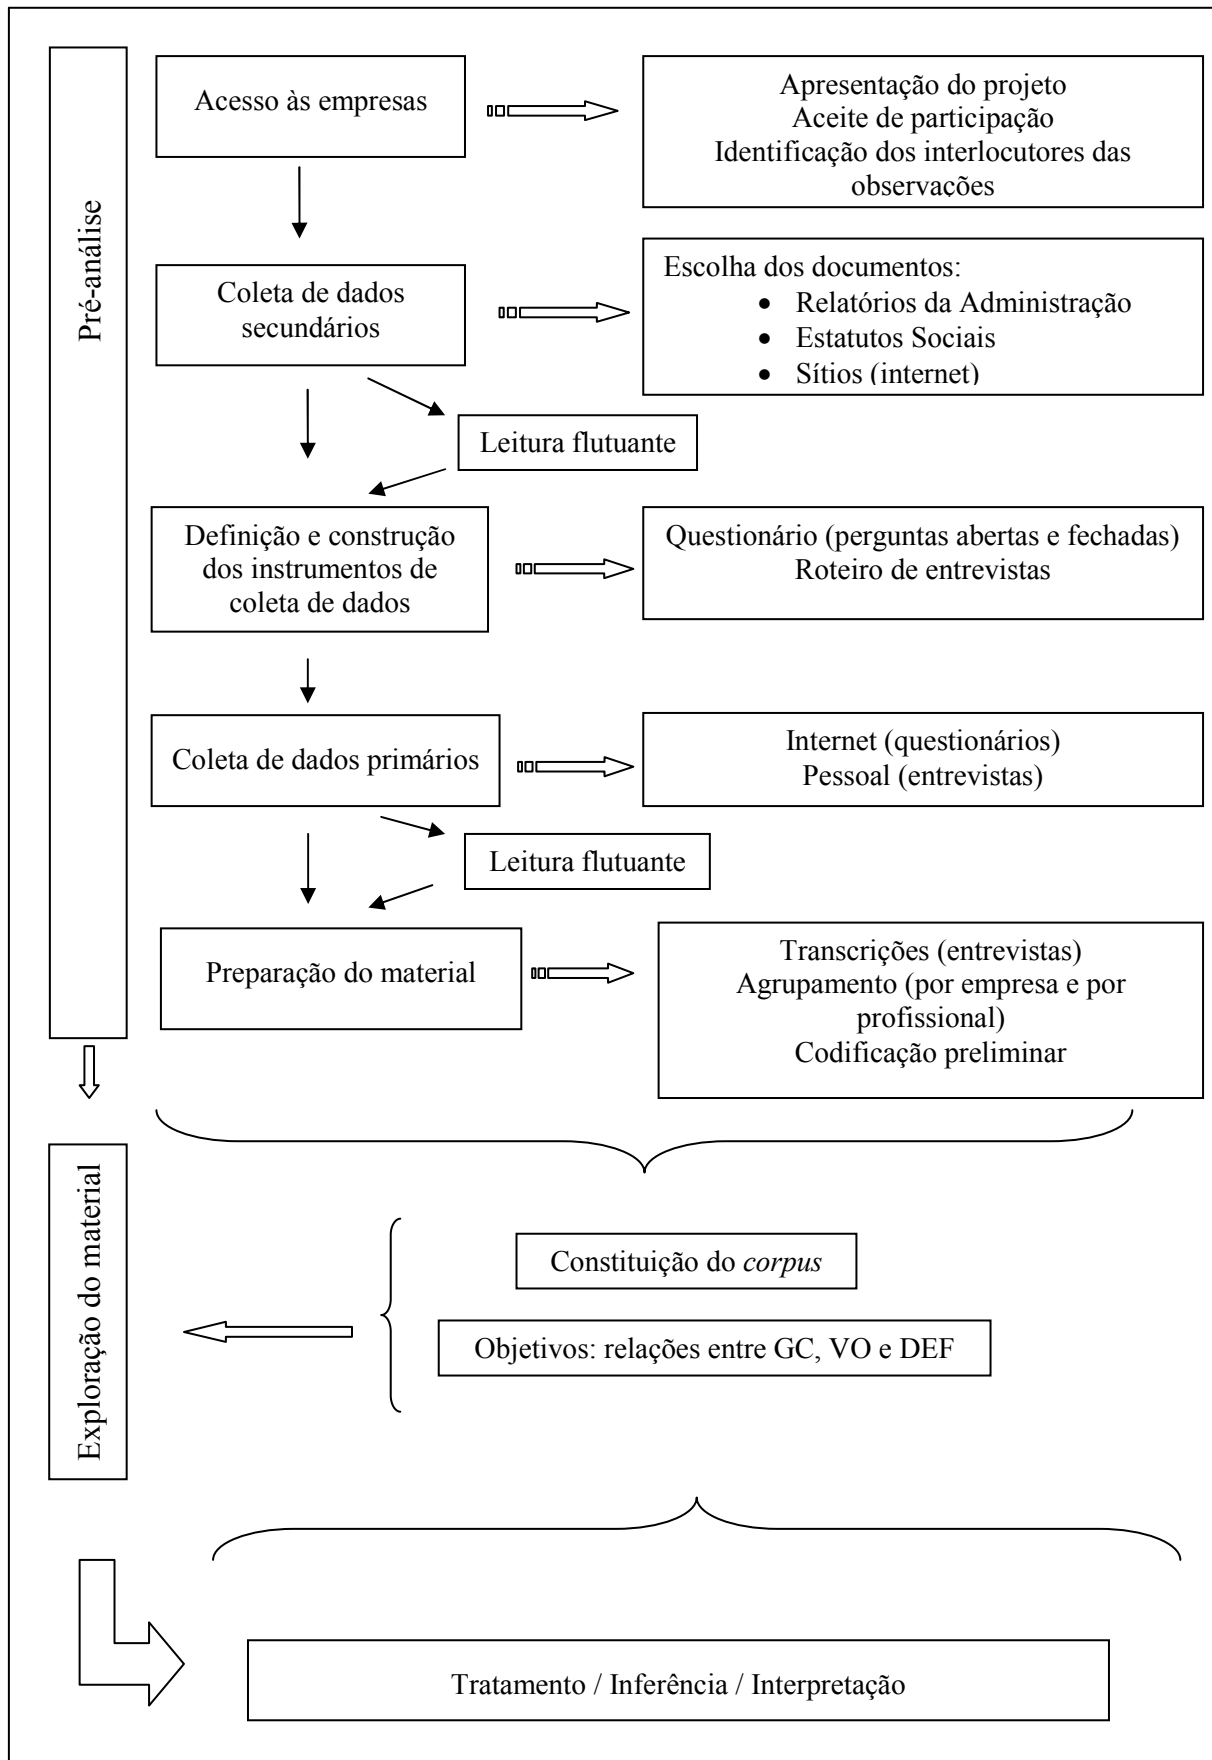 Pré-análise
Acesso às empresas
Apresentação do projeto
Aceite de participação
Identificação dos interlocutores das
observações
Coleta de dados
secundários
Escolha dos documentos:
• Relatórios da Administração
• Estatutos Sociais
• Sítios (internet)
Leitura flutuante
Definição e construção
dos instrumentos de
coleta de dados
Questionário (perguntas abertas e fechadas)
Roteiro de entrevistas
Coleta de dados primários
Internet (questionários)
Pessoal (entrevistas)
Leitura flutuante
Preparação do material
Transcrições (entrevistas)
Agrupamento (por empresa e por
profissional)
Codificação preliminar
Exploração do material
Constituição do corpus
Objetivos: relações entre GC, VO e DEF
Tratamento / Inferência / Interpretação